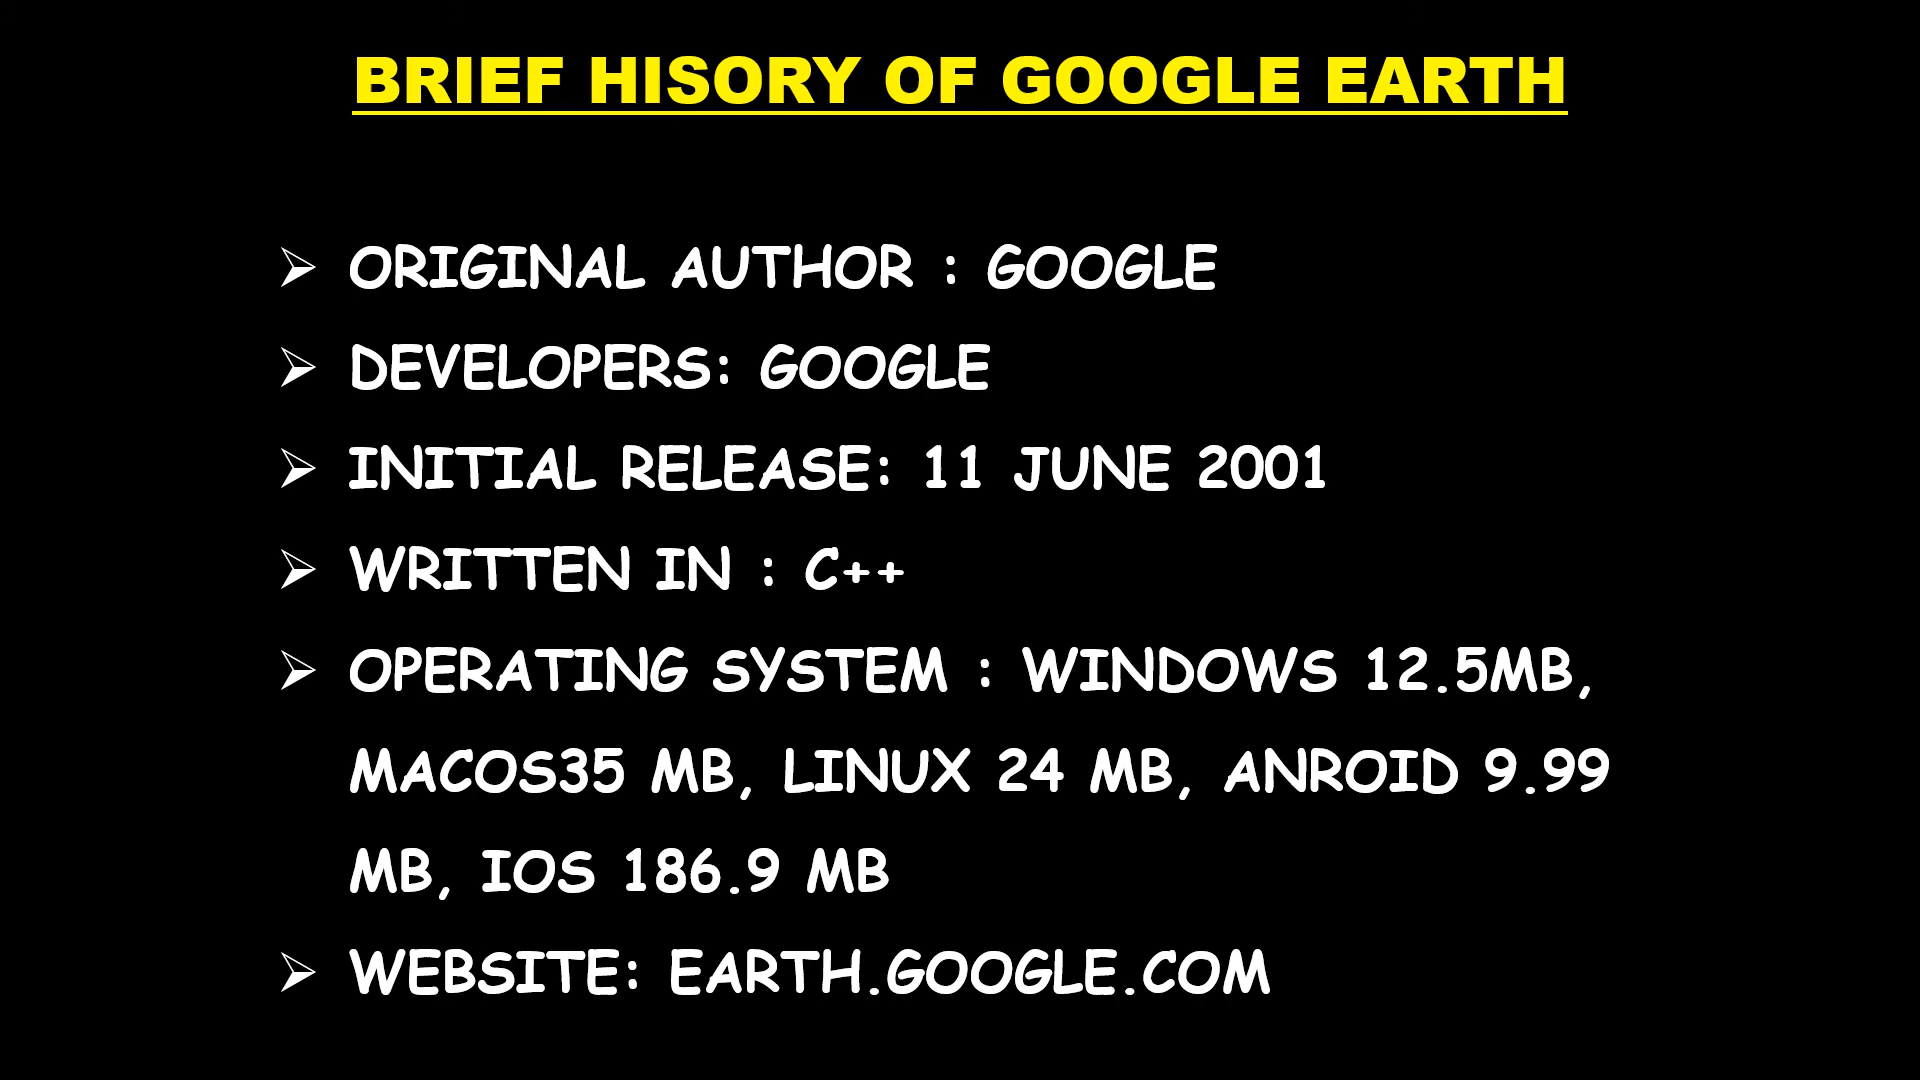 BRIEF HISORY OF GOOGLE EARTH
➢ ORIGINAL AUTHOR : GOOGLE
➢ DEVELOPERS: GOOGLE
➢ INITIAL RELEASE: 11 JUNE 2001
➢ WRITTEN IN : C++
➢ OPERATING SYSTEM : WINDOWS 12.5MB,
MACOS35 MB, LINUX 24 MB, ANROID 9.99
MB, IOS 186.9 MB
➢ WEBSITE: EARTH.GOOGLE.COM